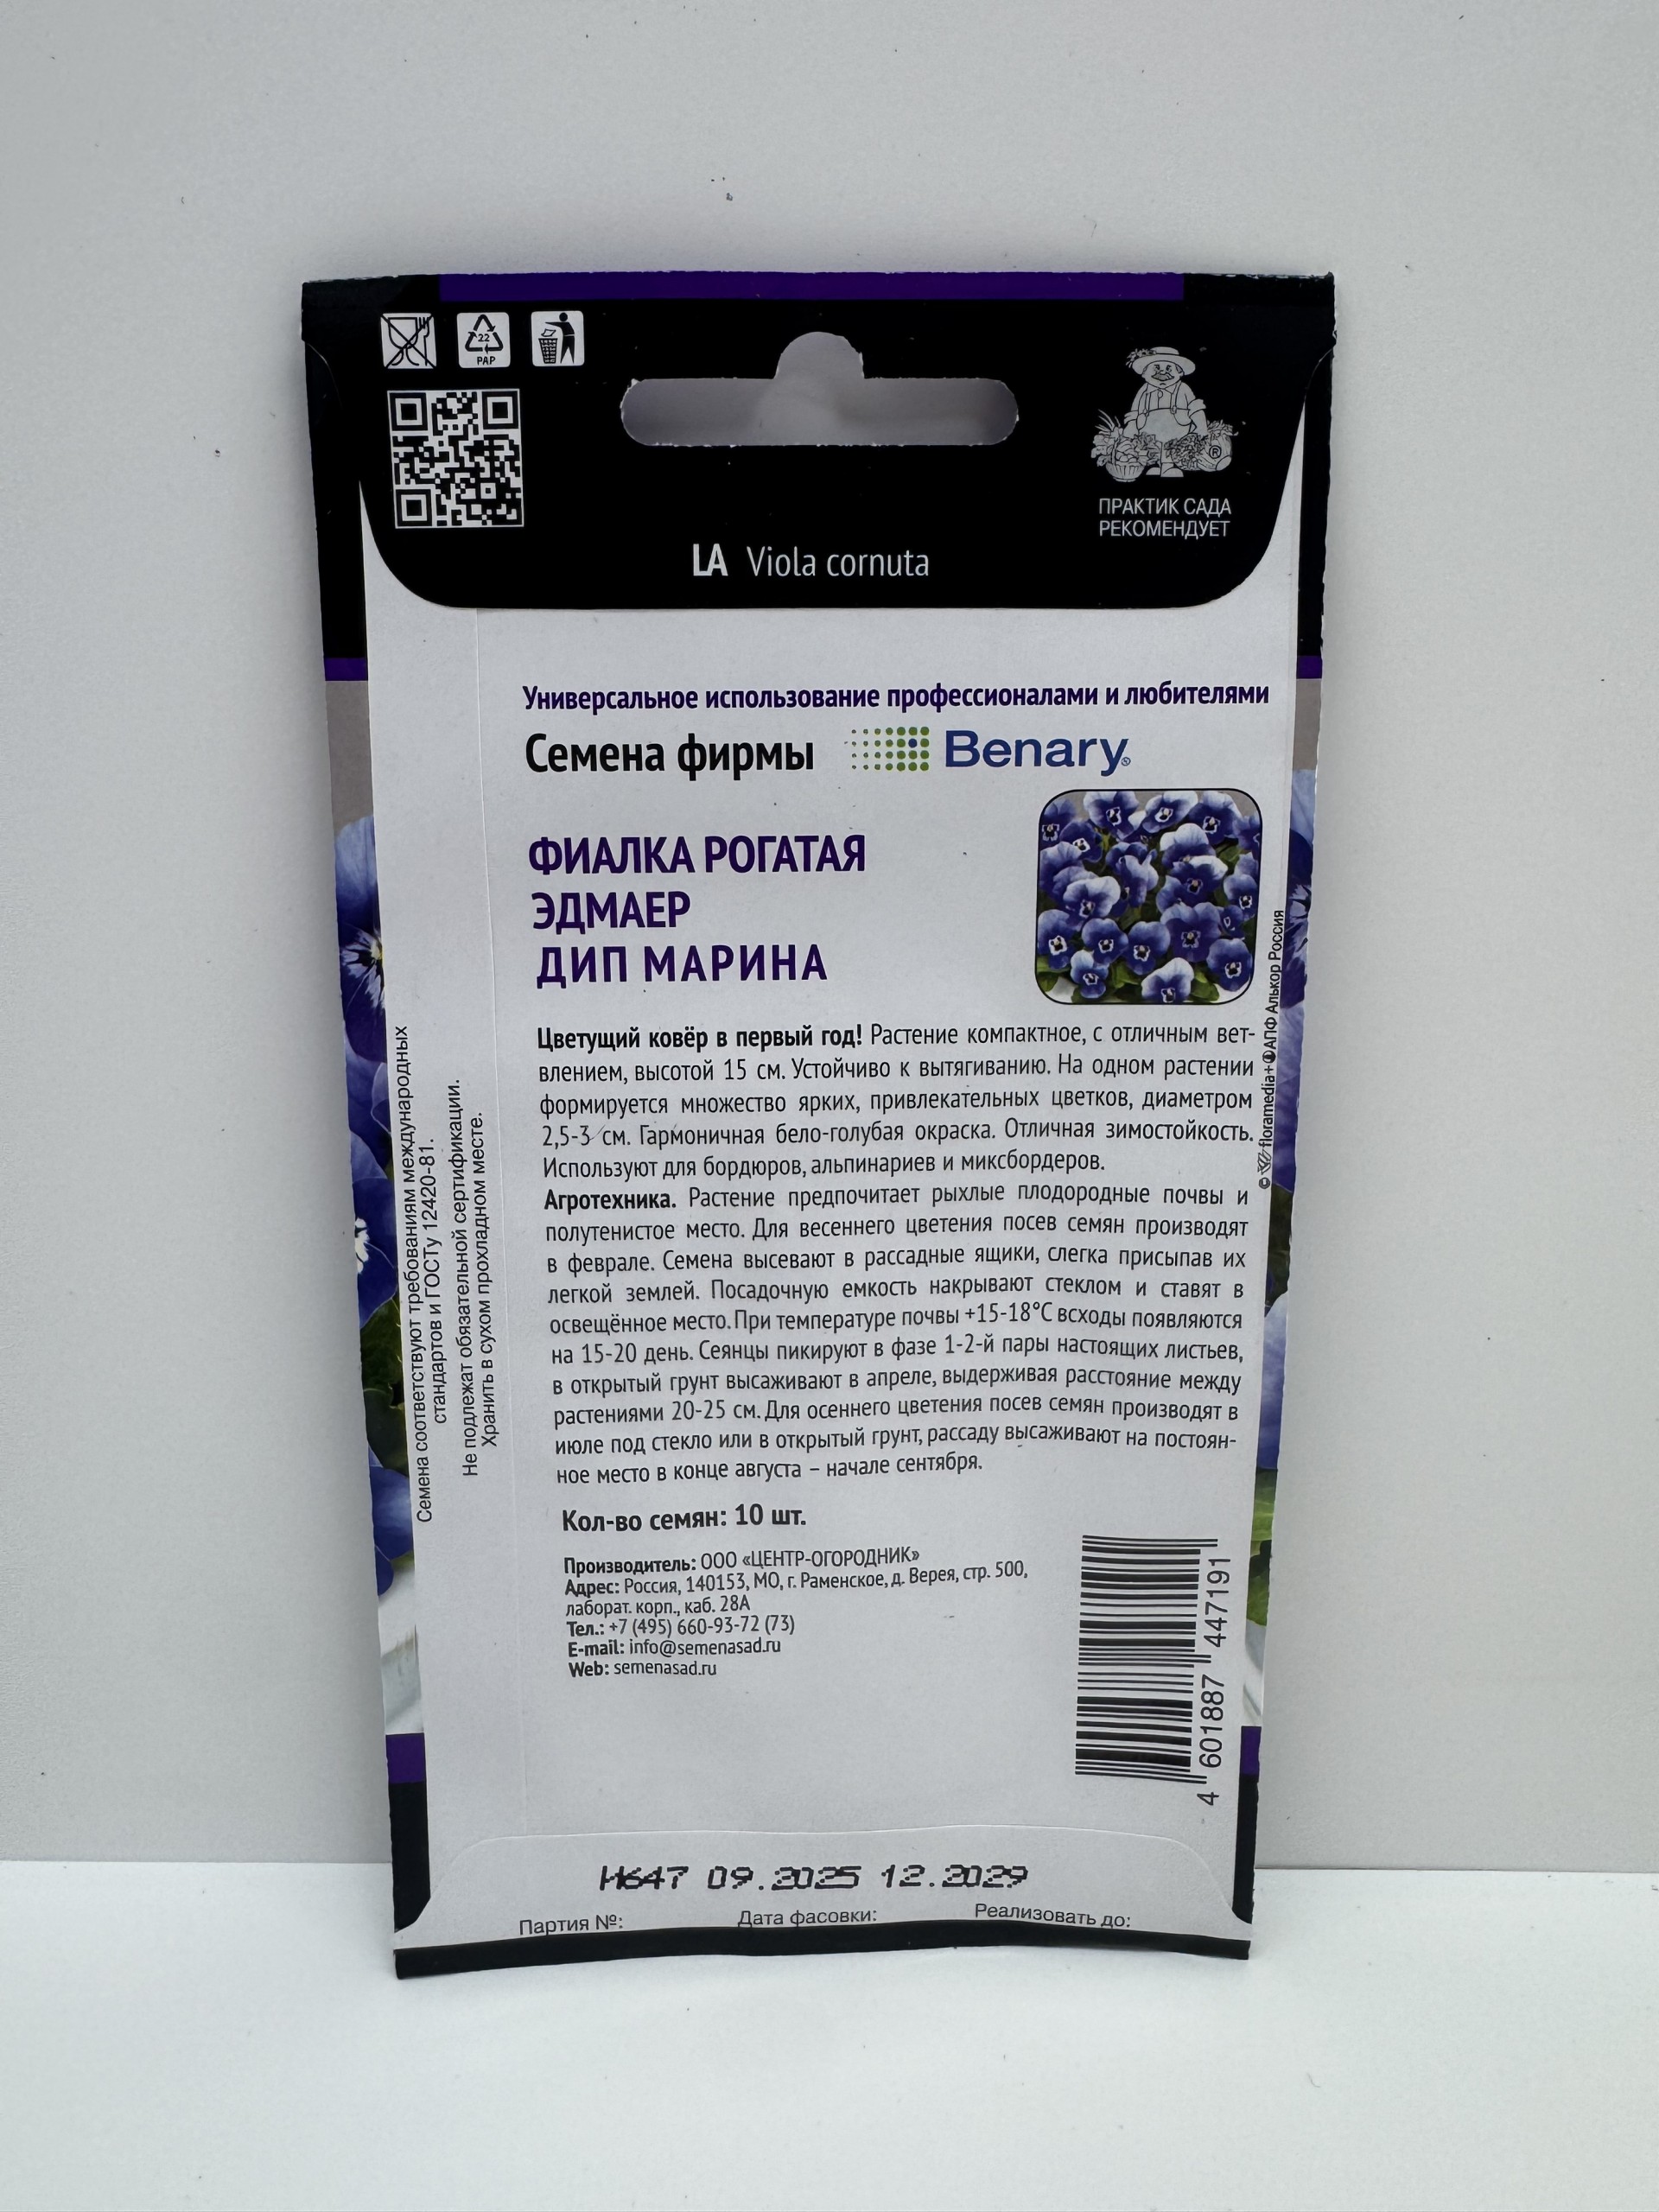 22
PAP
ПРАКТИК САДА
РЕКОМЕНДУЕТ
®
LA Viola cornuta
Универсальное использование профессионалами и любителями
Семена фирмы Benary®
ФИАЛКА РОГАТАЯ
ЭДМАЕР
ДИП МАРИНА
Цветущий ковёр в первый год! Растение компактное, с отличным вет-
влением, высотой 15 см. Устойчиво к вытягиванию. На одном растении
формируется множество ярких, привлекательных цветков, диаметром
2,5-3 см. Гармоничная бело-голубая окраска. Отличная зимостойкость.
Используют для бордюров, альпинариев и миксбордеров.
Агротехника. Растение предпочитает рыхлые плодородные почвы и
полутенистое место. Для весеннего цветения посев семян производят
в феврале. Семена высевают в рассадные ящики, слегка присыпав их
легкой землей. Посадочную емкость накрывают стеклом и ставят в
освещённое место. При температуре почвы +15-18°С всходы появляются
на 15-20 день. Сеянцы пикируют в фазе 1-2-й пары настоящих листьев,
в открытый грунт высаживают в апреле, выдерживая расстояние между
растениями 20-25 см. Для осеннего цветения посев семян производят в
июле под стекло или в открытый грунт, рассаду высаживают на постоян-
ное место в конце августа – начале сентября.
Кол-во семян: 10 шт.
Производитель: ООО «ЦЕНТР-ОГОРОДНИК»
Адрес: Россия, 140153, МО, г. Раменское, д. Верея, стр. 500,
лаборат. корп., каб. 28А
Тел.: +7 (495) 660-93-72 (73)
E-mail: info@semenasad.ru
Web: semenasad.ru
4 601887 447191
© floramedia+ АПФ Алькор Россия
Семена соответствуют требованиям международных
стандартов и ГОСТу 12420-81.
Не подлежат обязательной сертификации.
Хранить в сухом прохладном месте.
И647 09.2025 12.2029
Партия №: Дата фасовки: Реализовать до: